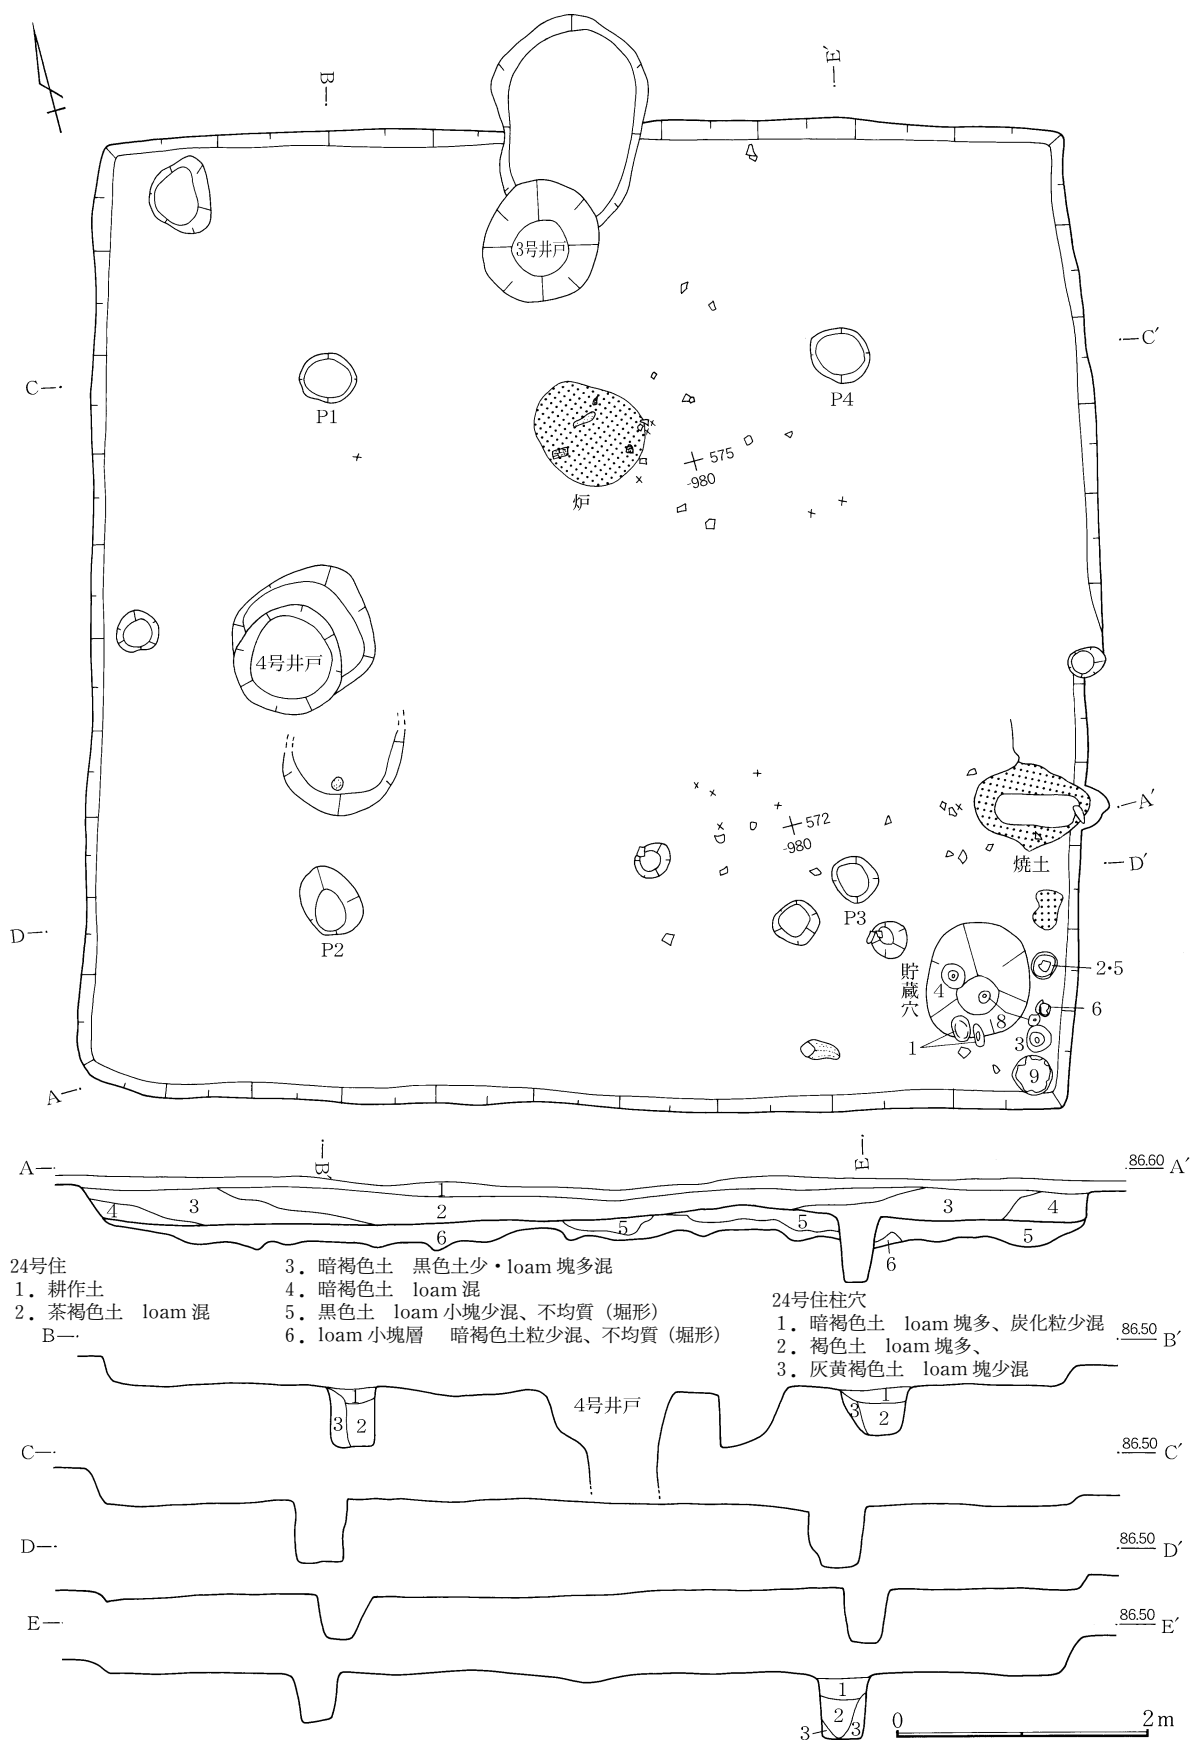 B
E′
3号井戸
C
C′
P1
P4
575
-980
炉
4号井戸
A′
572
-980
焼土
D′
P3
P2
D
貯蔵穴
2・5
4
6
8
1
3
9
A
B′
E
A
86.60 A′
1
3
2
3
4
4
5
5
6
5
6
24号住
1．耕作土
2．茶褐色土　loam 混
3．暗褐色土　黒色土少・loam 塊多混
4．暗褐色土　loam 混
5．黒色土　loam 小塊少混、不均質（堀形）
6．loam 小塊層　暗褐色土粒少混、不均質（堀形）
24号住柱穴
1．暗褐色土　loam 塊多、炭化粒少混
2．褐色土　loam 塊多、
3．灰黄褐色土　loam 塊少混
B
86.50 B′
1
3 2
4号井戸
1
3 2
C
86.50 C′
D
86.50 D′
E
86.50 E′
1
2
3 3
0 2m